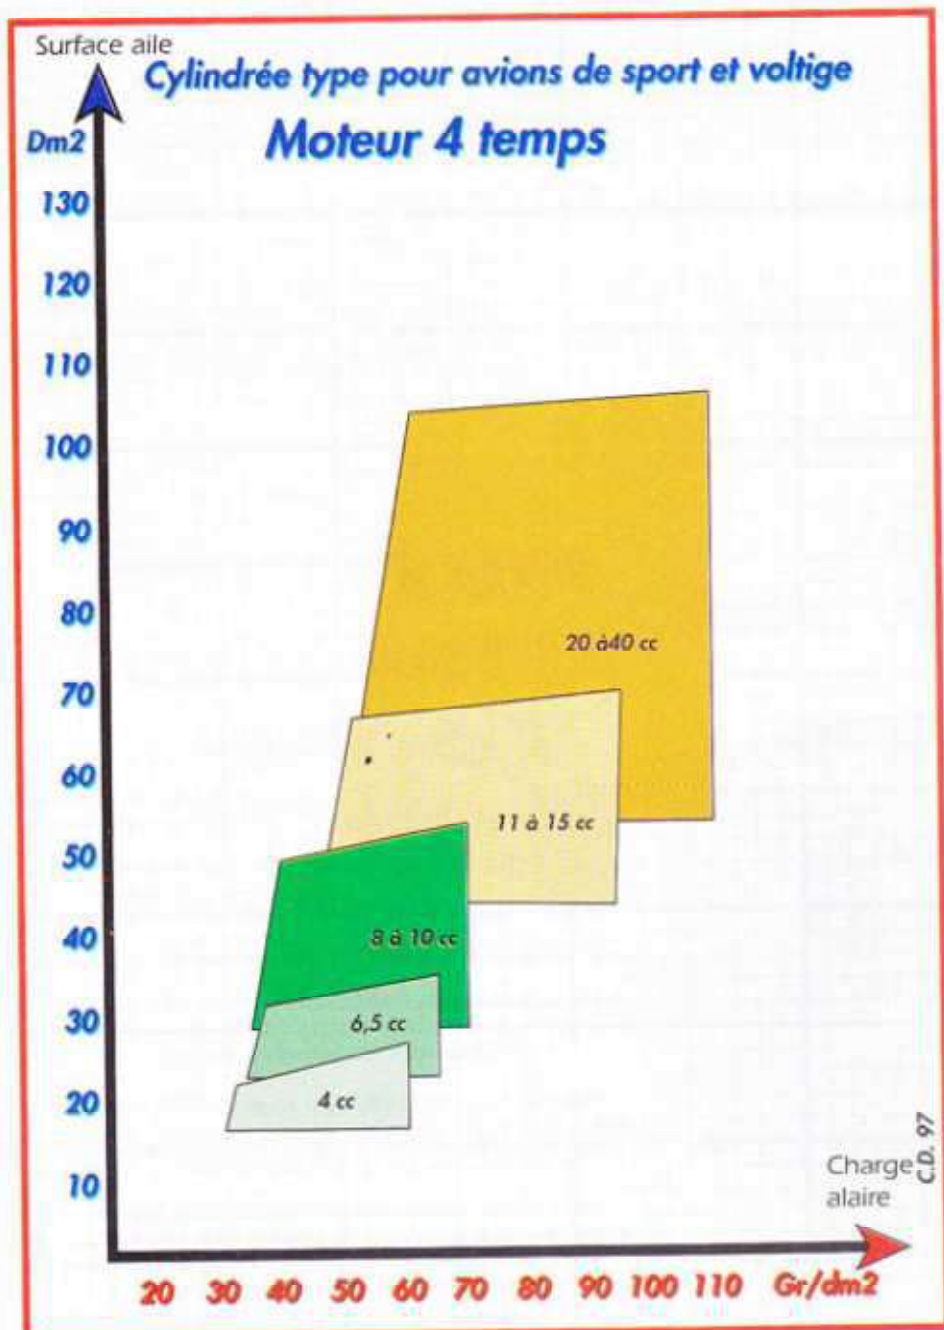 Surface aile
Cylindrée type pour avions de sport et voltige
Dm2
Moteur 4 temps
130
120
110
100
90
80
70
60
50
40
30
20
10
20 à40 cc
11 à 15 cc
8 à 10 cc
6,5 cc
4 cc
C.D. 97
Charge
alaire
20 30 40 50 60 70 80 90 100 110 Gr/dm2